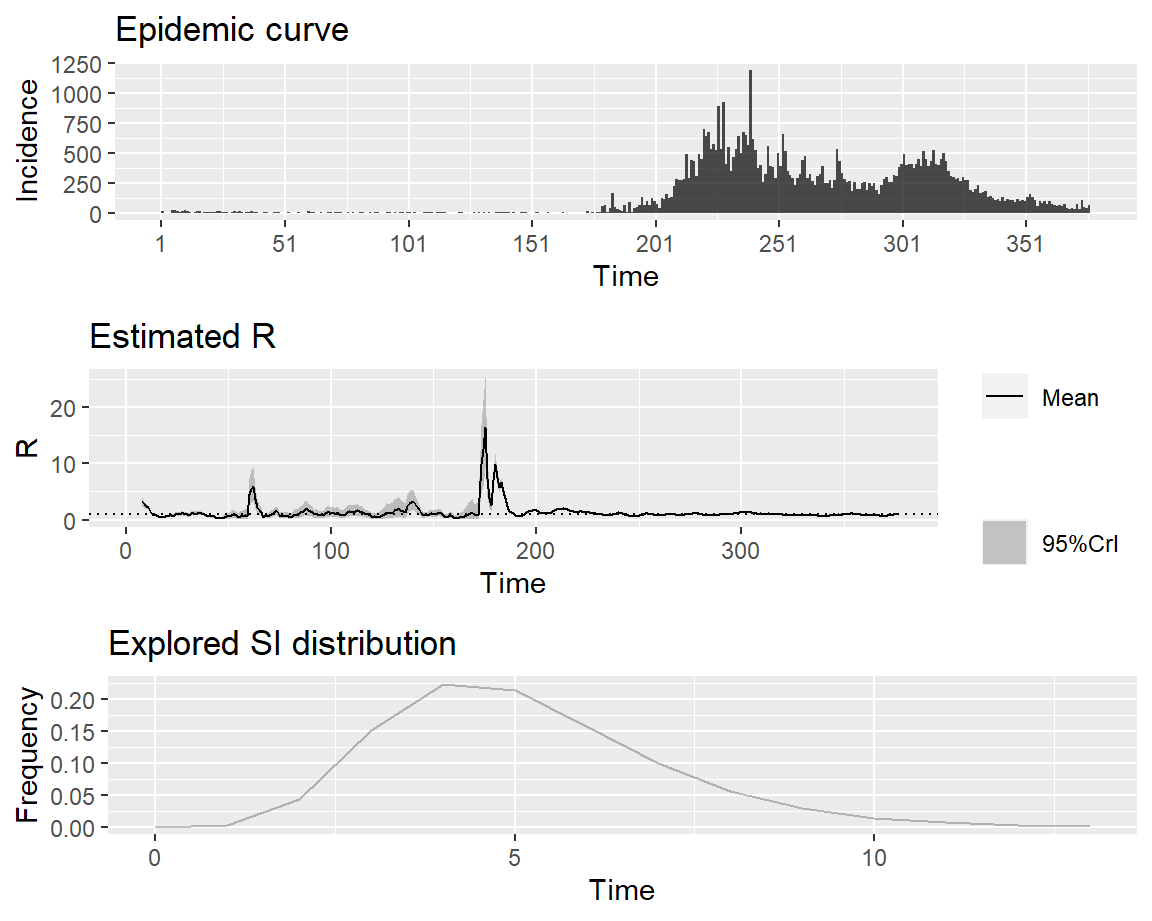 Epidemic curve
1250
1000
750
500
250
0
Incidence
1 51 101 151 201 251 301 351
Time
Estimated R
20
10
0
R
0 100 200 300
Time
Mean
95%CrI
Explored SI distribution
0.20
0.15
0.10
0.05
0.00
Frequency
0 5 10
Time